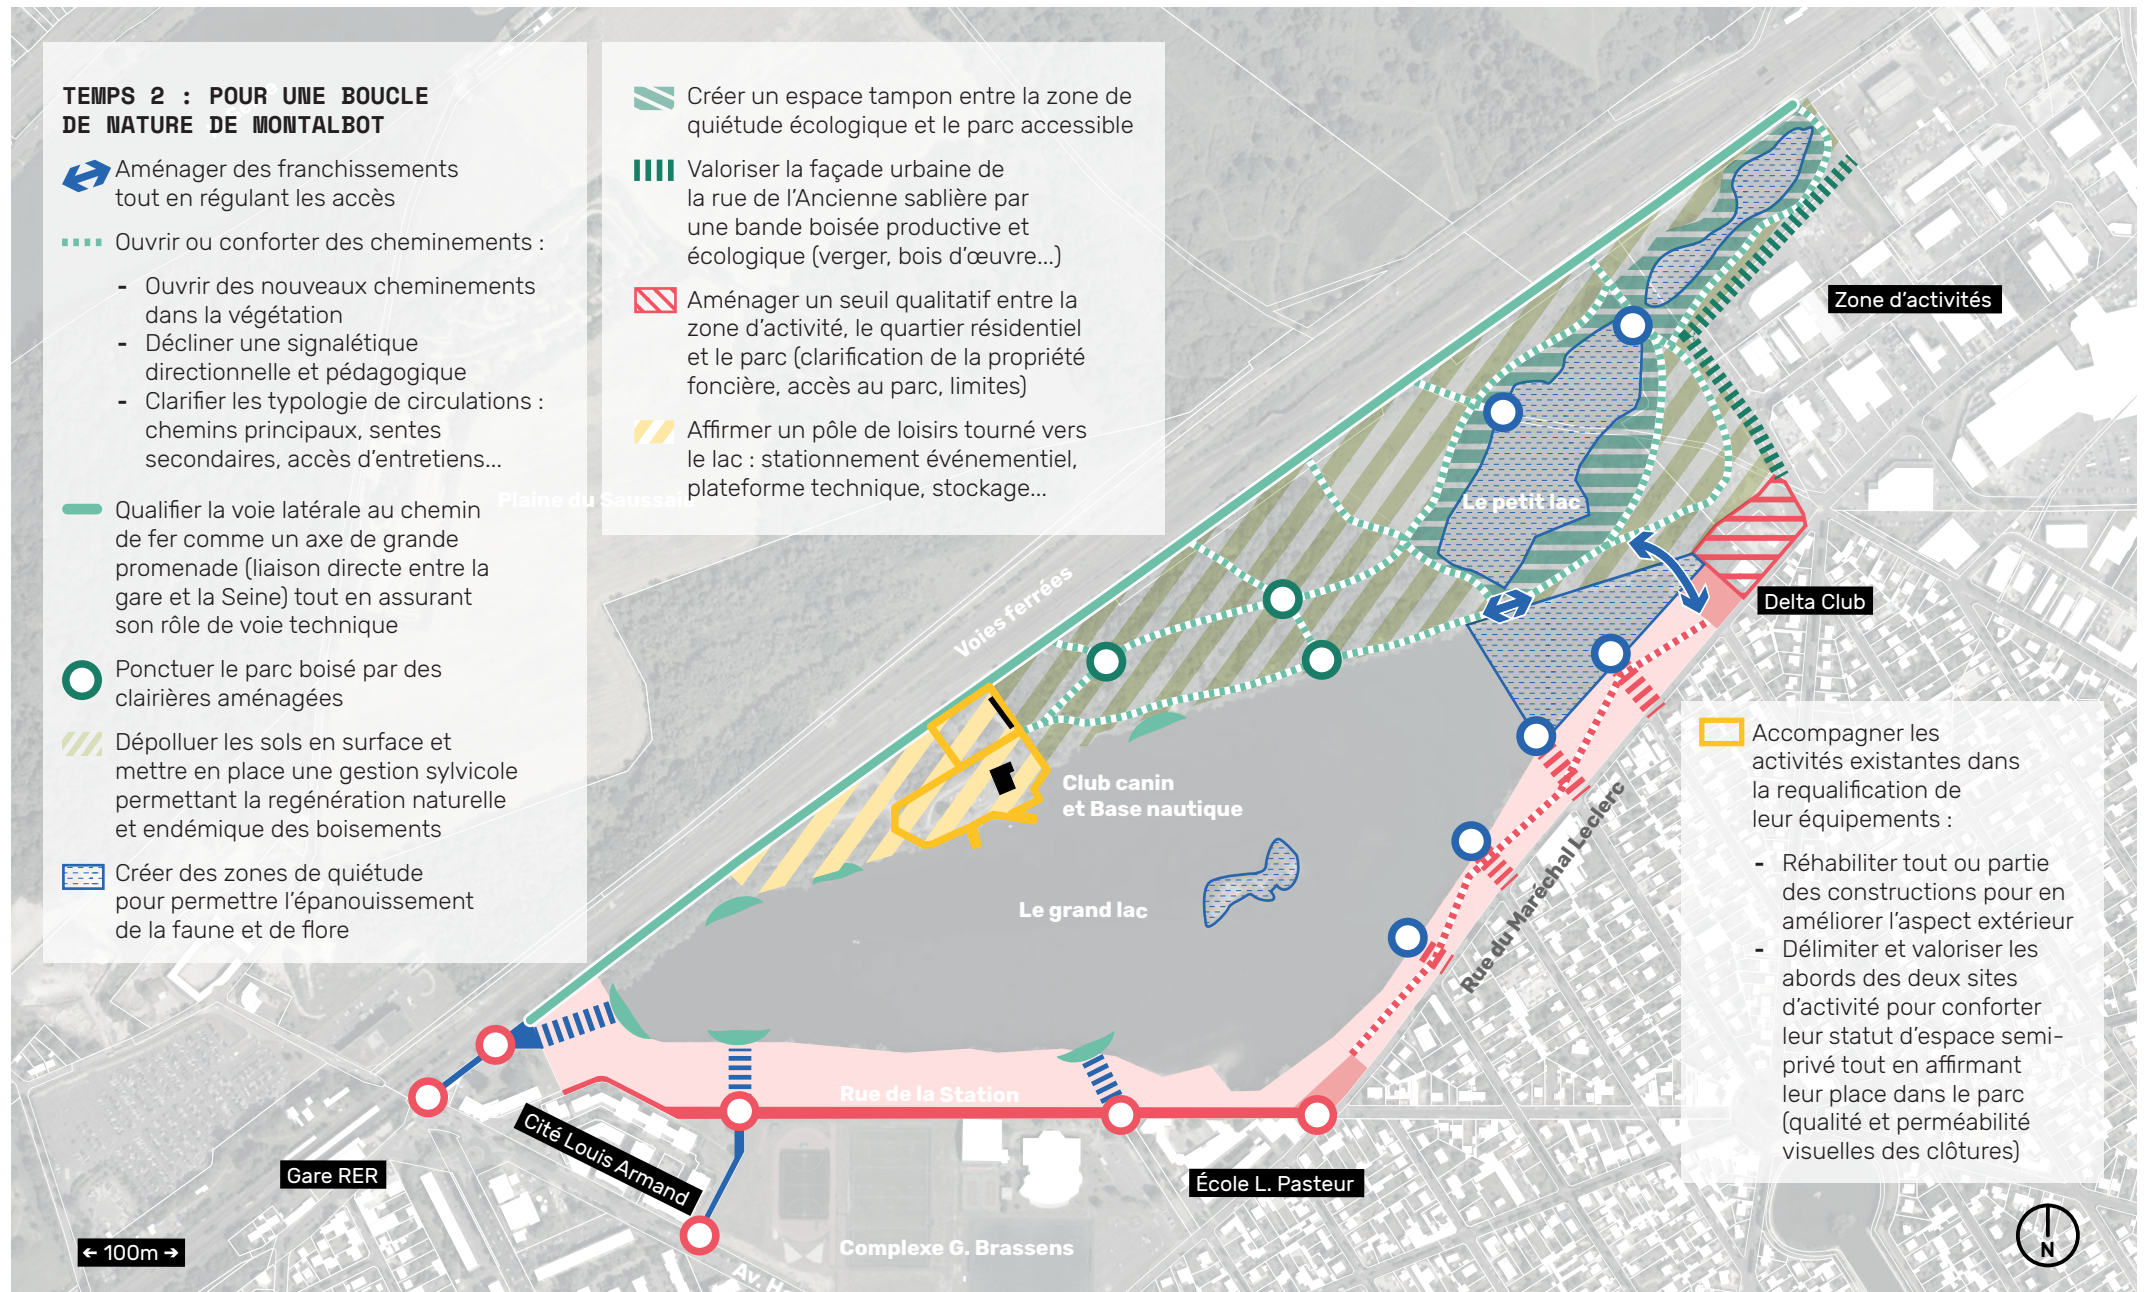 TEMPS 2 : POUR UNE BOUCLE
DE NATURE DE MONTALBOT
Aménager des franchissements
tout en régulant les accès
Ouvrir ou conforter des cheminements :
- Ouvrir des nouveaux cheminements
dans la végétation
- Décliner une signalétique
directionnelle et pédagogique
- Clarifier les typologie de circulations :
chemins principaux, sentes
secondaires, accès d'entretiens...
Qualifier la voie latérale au chemin
de fer comme un axe de grande
promenade (liaison directe entre la
gare et la Seine) tout en assurant
son rôle de voie technique
Ponctuer le parc boisé par des
clairières aménagées
Dépolluer les sols en surface et
mettre en place une gestion sylvicole
permettant la regénération naturelle
et endémique des boisements
Créer des zones de quiétude
pour permettre l'épanouissement
de la faune et de flore
Créer un espace tampon entre la zone de
quiétude écologique et le parc accessible
Valoriser la façade urbaine de
la rue de l'Ancienne sablière par
une bande boisée productive et
écologique (verger, bois d'œuvre...)
Aménager un seuil qualitatif entre la
zone d'activité, le quartier résidentiel
et le parc (clarification de la propriété
foncière, accès au parc, limites)
Affirmer un pôle de loisirs tourné vers
le lac : stationnement événementiel,
plateforme technique, stockage...
Plaine du Saussais
Voies ferrées
Zone d'activités
Le petit lac
Delta Club
Club canin
et Base nautique
Le grand lac
Rue du Maréchal Leclerc
Rue de la Station
Cité Louis Armand
Gare RER
École L. Pasteur
Complexe G. Brassens
Av. H
← 100m →
Accompagner les
activités existantes dans
la requalification de
leur équipements :
- Réhabiliter tout ou partie
des constructions pour en
améliorer l'aspect extérieur
- Délimiter et valoriser les
abords des deux sites
d'activité pour conforter
leur statut d'espace semi-
privé tout en affirmant
leur place dans le parc
(qualité et perméabilité
visuelles des clôtures)
N